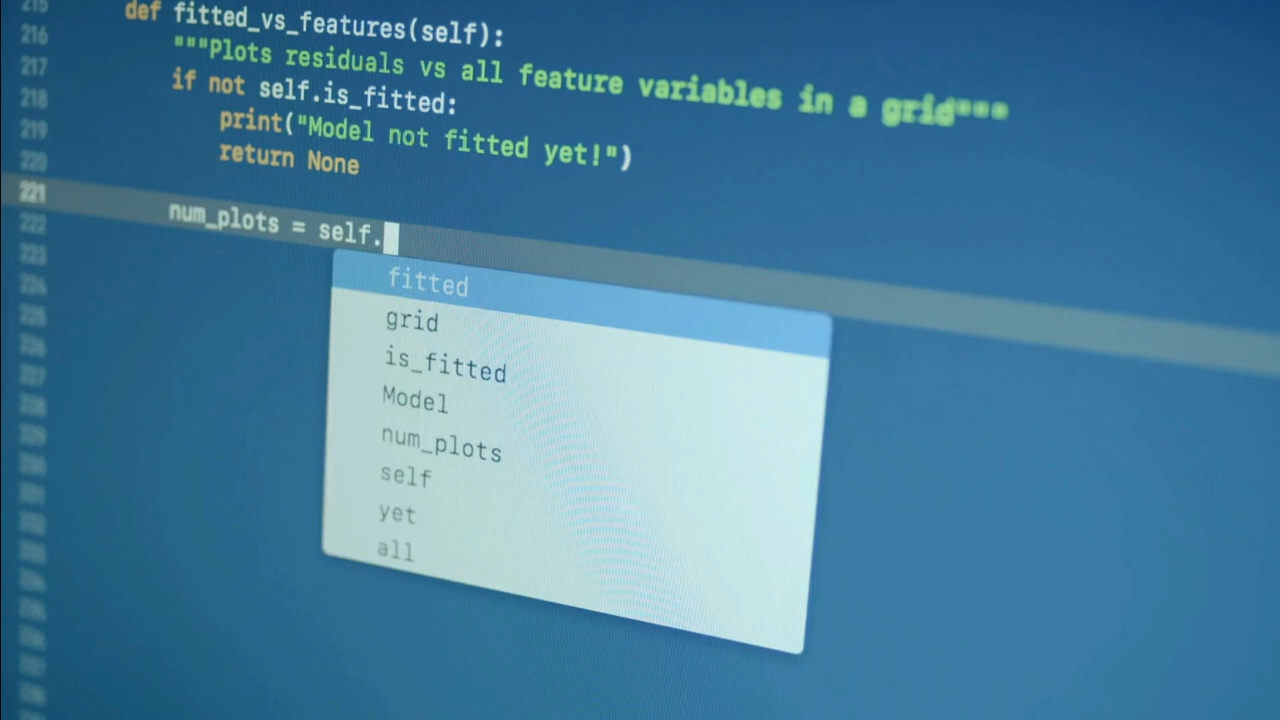 215 def fitted_vs_features(self):
216 """Plots residuals vs all feature variables in a grid"""
217 if not self.is_fitted:
218 print("Model not fitted yet!")
219 return None
220
221 num_plots = self.
222
223
fitted
grid
is_fitted
Model
num_plots
self
yet
all